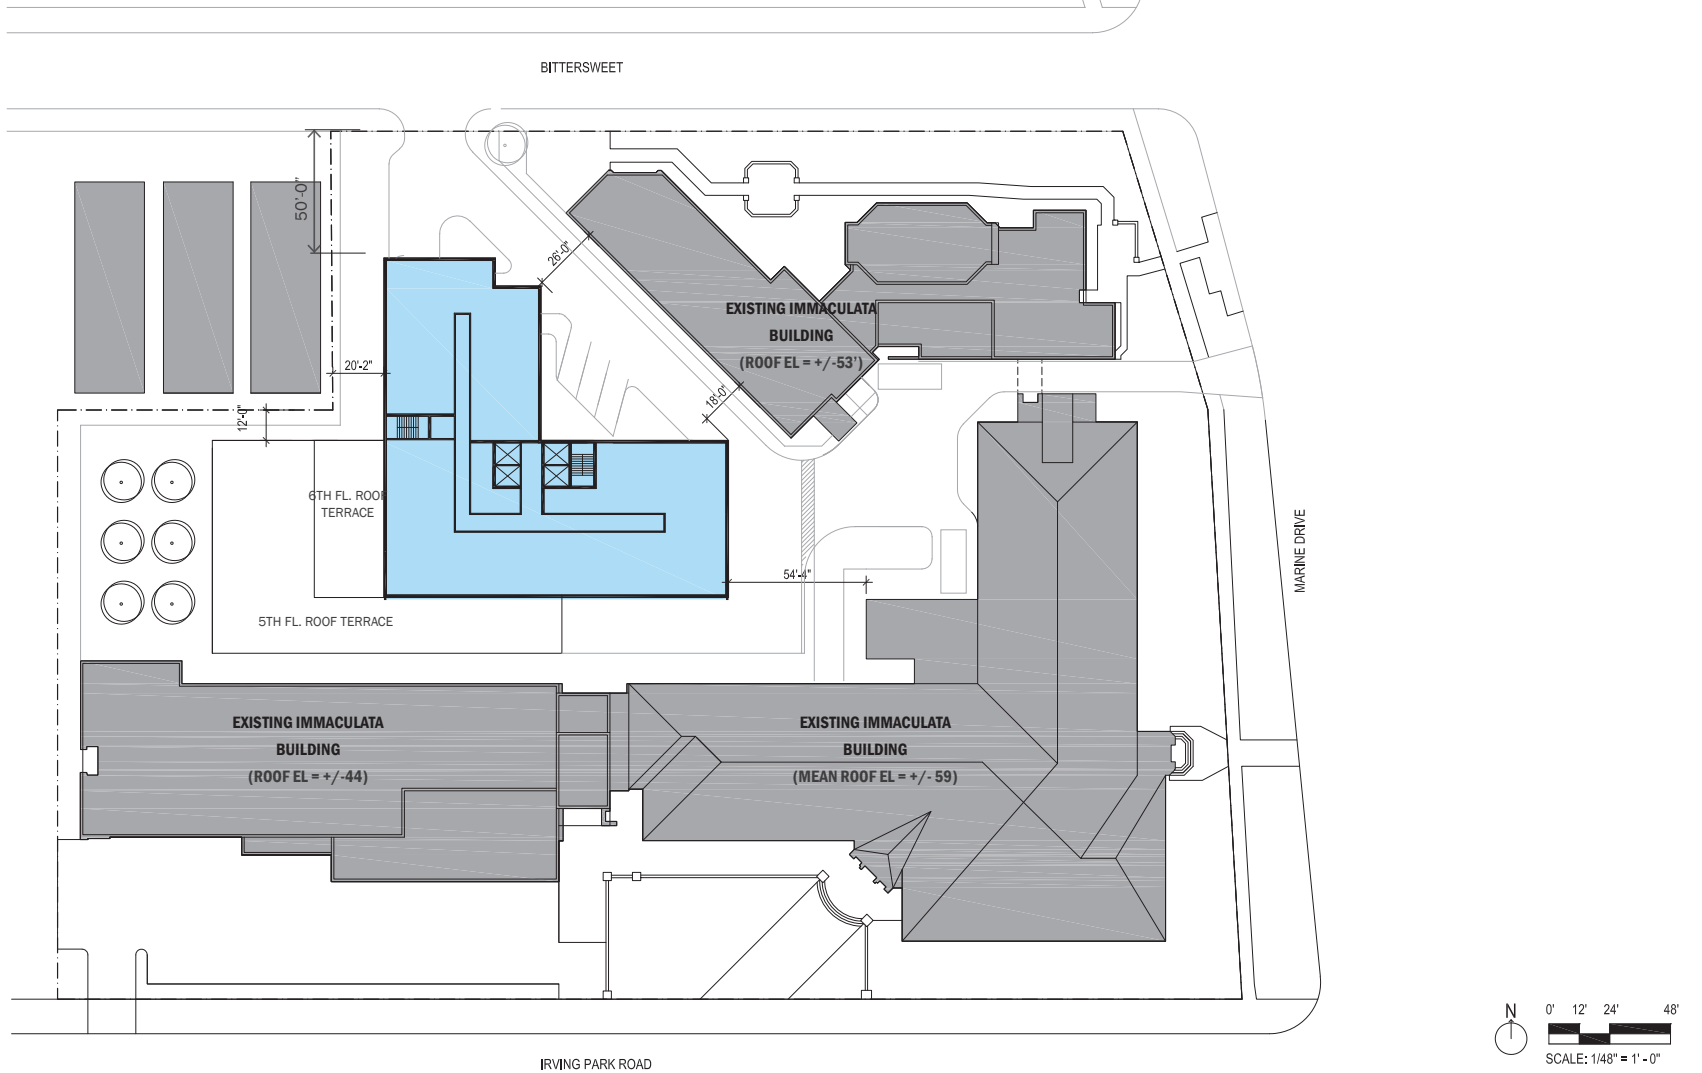 BITTERSWEET
50'-0"
26'-0"
EXISTING IMMACULATA
BUILDING
(ROOF EL = +/-53')
20'-2"
18'-0"
12'-0"
6TH FL. ROOF
TERRACE
54'-4"
MARINE DRIVE
5TH FL. ROOF TERRACE
EXISTING IMMACULATA
BUILDING
(ROOF EL = +/-44)
EXISTING IMMACULATA
BUILDING
(MEAN ROOF EL = +/- 59)
N
0' 12' 24' 48'
SCALE: 1/48" = 1' - 0"
IRVING PARK ROAD